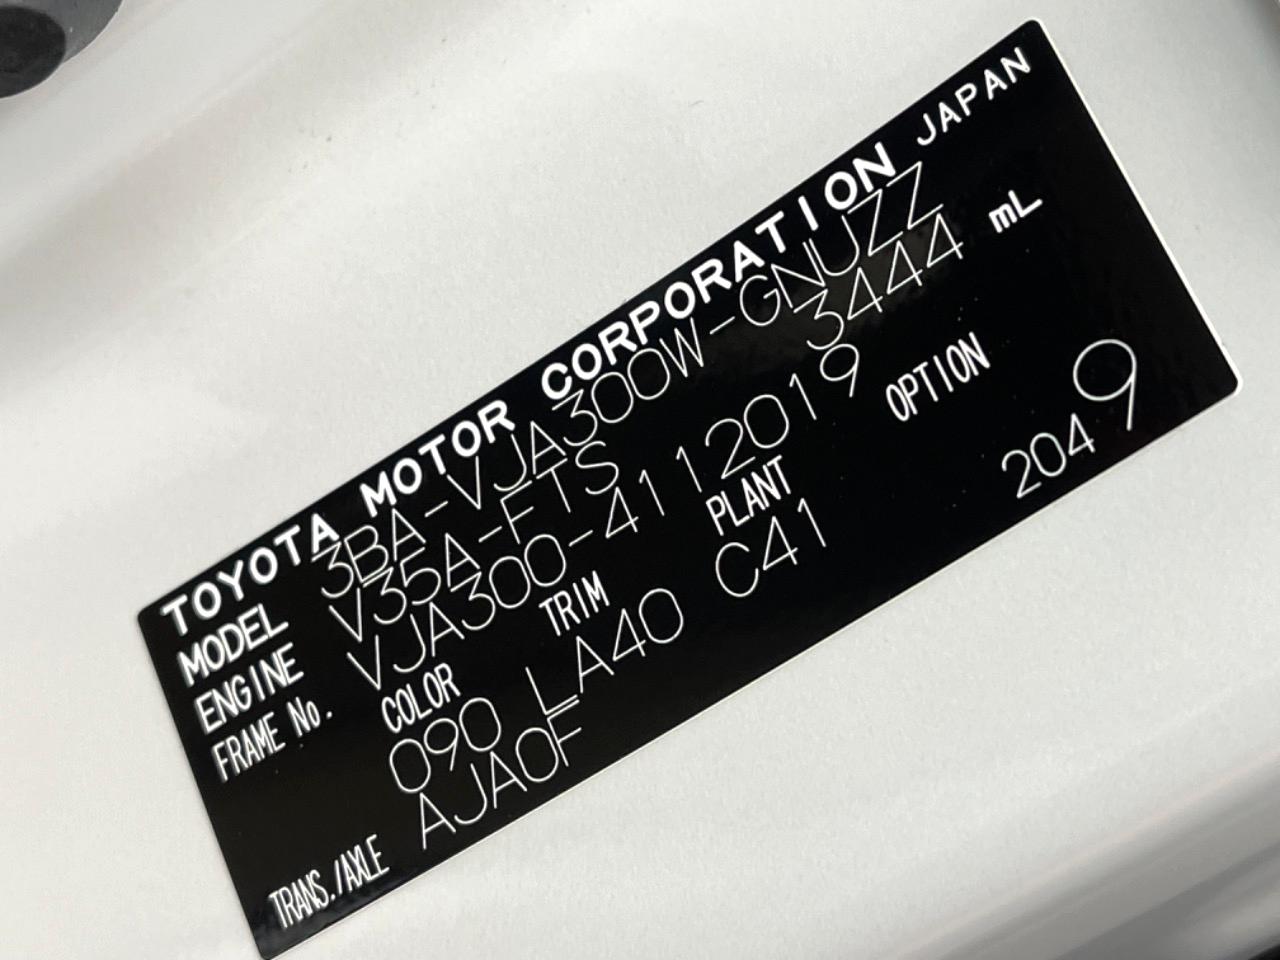 TOYOTA MOTOR CORPORATION JAPAN
MODEL 3BA-VJA300W-GNUZZ
ENGINE V35A-FTS 3444 mL
FRAME No. VJA300-4112019
COLOR TRIM PLANT OPTION
090 LA40 C41 2049
TRANS./AXLE AJA0F